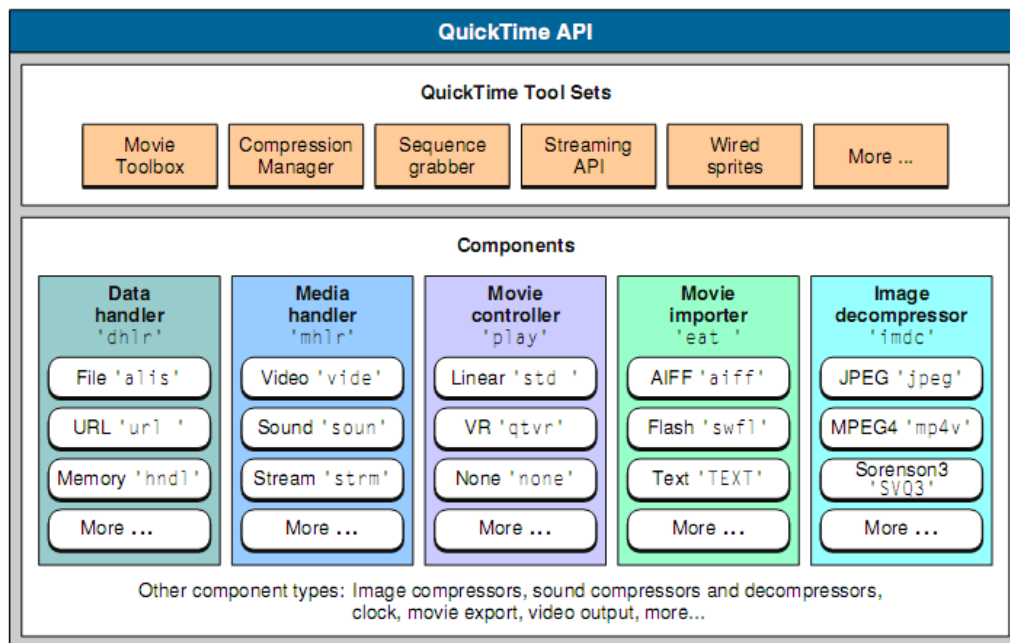 QuickTime API
QuickTime Tool Sets
Movie
Toolbox
Compression
Manager
Sequence
grabber
Streaming
API
Wired
sprites
More ...
Components
Data
handler
'dhlr'
File 'alis'
URL 'url '
Memory 'hndl'
More ...
Media
handler
'mhlr'
Video 'vide'
Sound 'soun'
Stream 'strm'
More ...
Movie
controller
'play'
Linear 'std '
VR 'qtvr'
None 'none'
More ...
Movie
importer
'eat '
AIFF 'aiff'
Flash 'swfl'
Text 'TEXT'
More ...
Image
decompressor
'imdc'
JPEG 'jpeg'
MPEG4 'mp4v'
Sorenson3
'SVQ3'
More ...
Other component types: Image compressors, sound compressors and decompressors,
clock, movie export, video output, more...